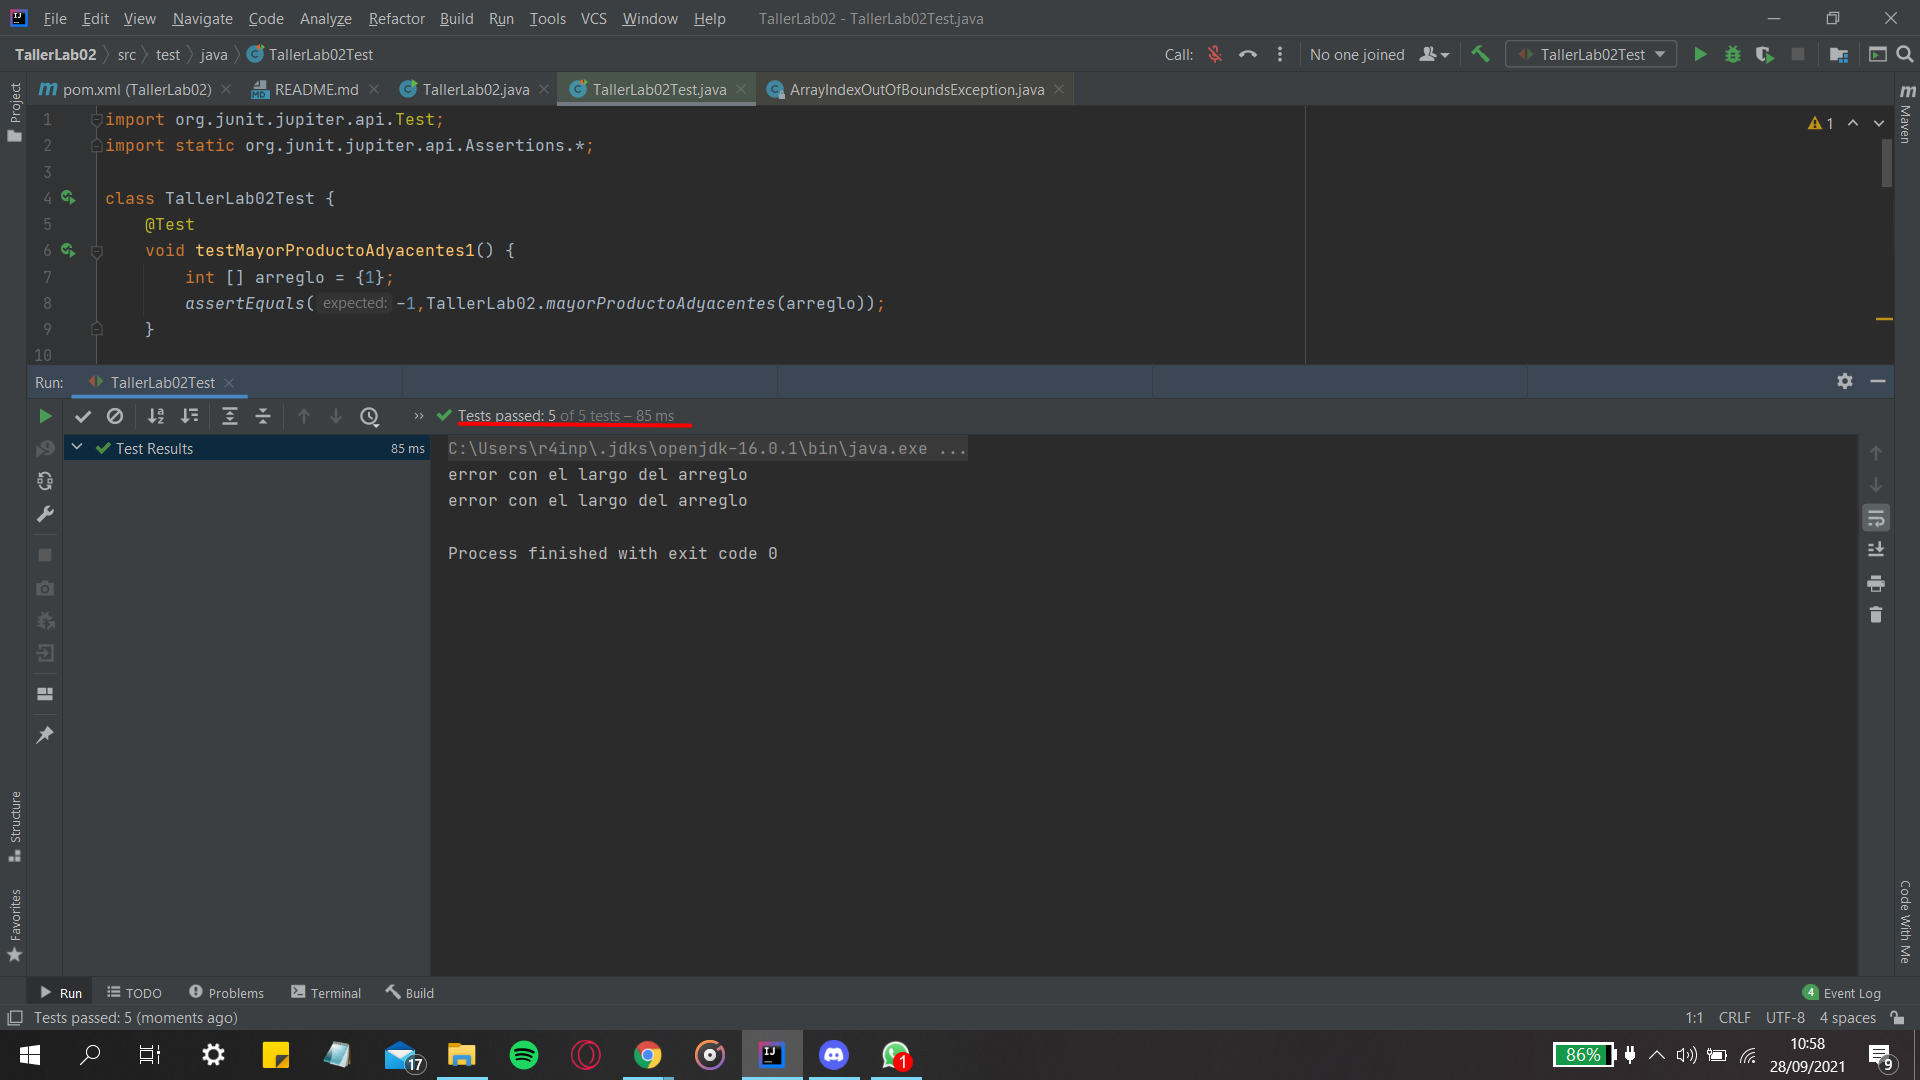 File Edit View Navigate Code Analyze Refactor Build Run Tools VCS Window Help TallerLab02 - TallerLab02Test.java
TallerLab02 src test java TallerLab02Test Call: No one joined TallerLab02Test
pom.xml (TallerLab02) README.md TallerLab02.java TallerLab02Test.java ArrayIndexOutOfBoundsException.java
Project
Maven
1 import org.junit.jupiter.api.Test;
2 import static org.junit.jupiter.api.Assertions.*;
3
4 class TallerLab02Test {
5 @Test
6 void testMayorProductoAdyacentes1() {
7 int [] arreglo = {1};
8 assertEquals( expected: -1,TallerLab02.mayorProductoAdyacentes(arreglo));
9 }
10
1
Run: TallerLab02Test
Tests passed: 5 of 5 tests – 85 ms
Test Results 85 ms
C:\Users\r4inp\.jdks\openjdk-16.0.1\bin\java.exe ...
error con el largo del arreglo
error con el largo del arreglo
Process finished with exit code 0
Structure
Favorites
Code With Me
Run TODO Problems Terminal Build 4 Event Log
Tests passed: 5 (moments ago) 1:1 CRLF UTF-8 4 spaces
17 IJ 1 86% 10:58
28/09/2021 9